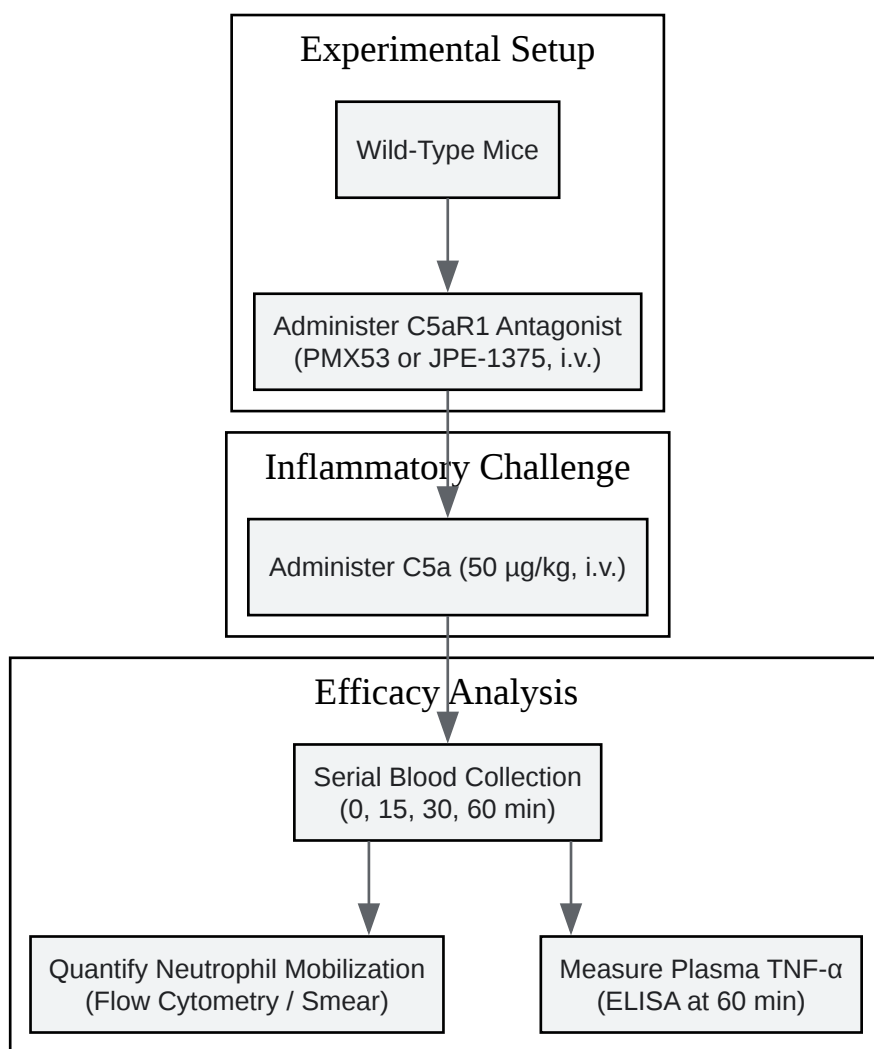 Experimental Setup
Wild-Type Mice
Administer C5aR1 Antagonist
(PMX53 or JPE-1375, i.v.)
Inflammatory Challenge
Administer C5a (50 µg/kg, i.v.)
Efficacy Analysis
Serial Blood Collection
(0, 15, 30, 60 min)
Quantify Neutrophil Mobilization
(Flow Cytometry / Smear)
Measure Plasma TNF-α
(ELISA at 60 min)